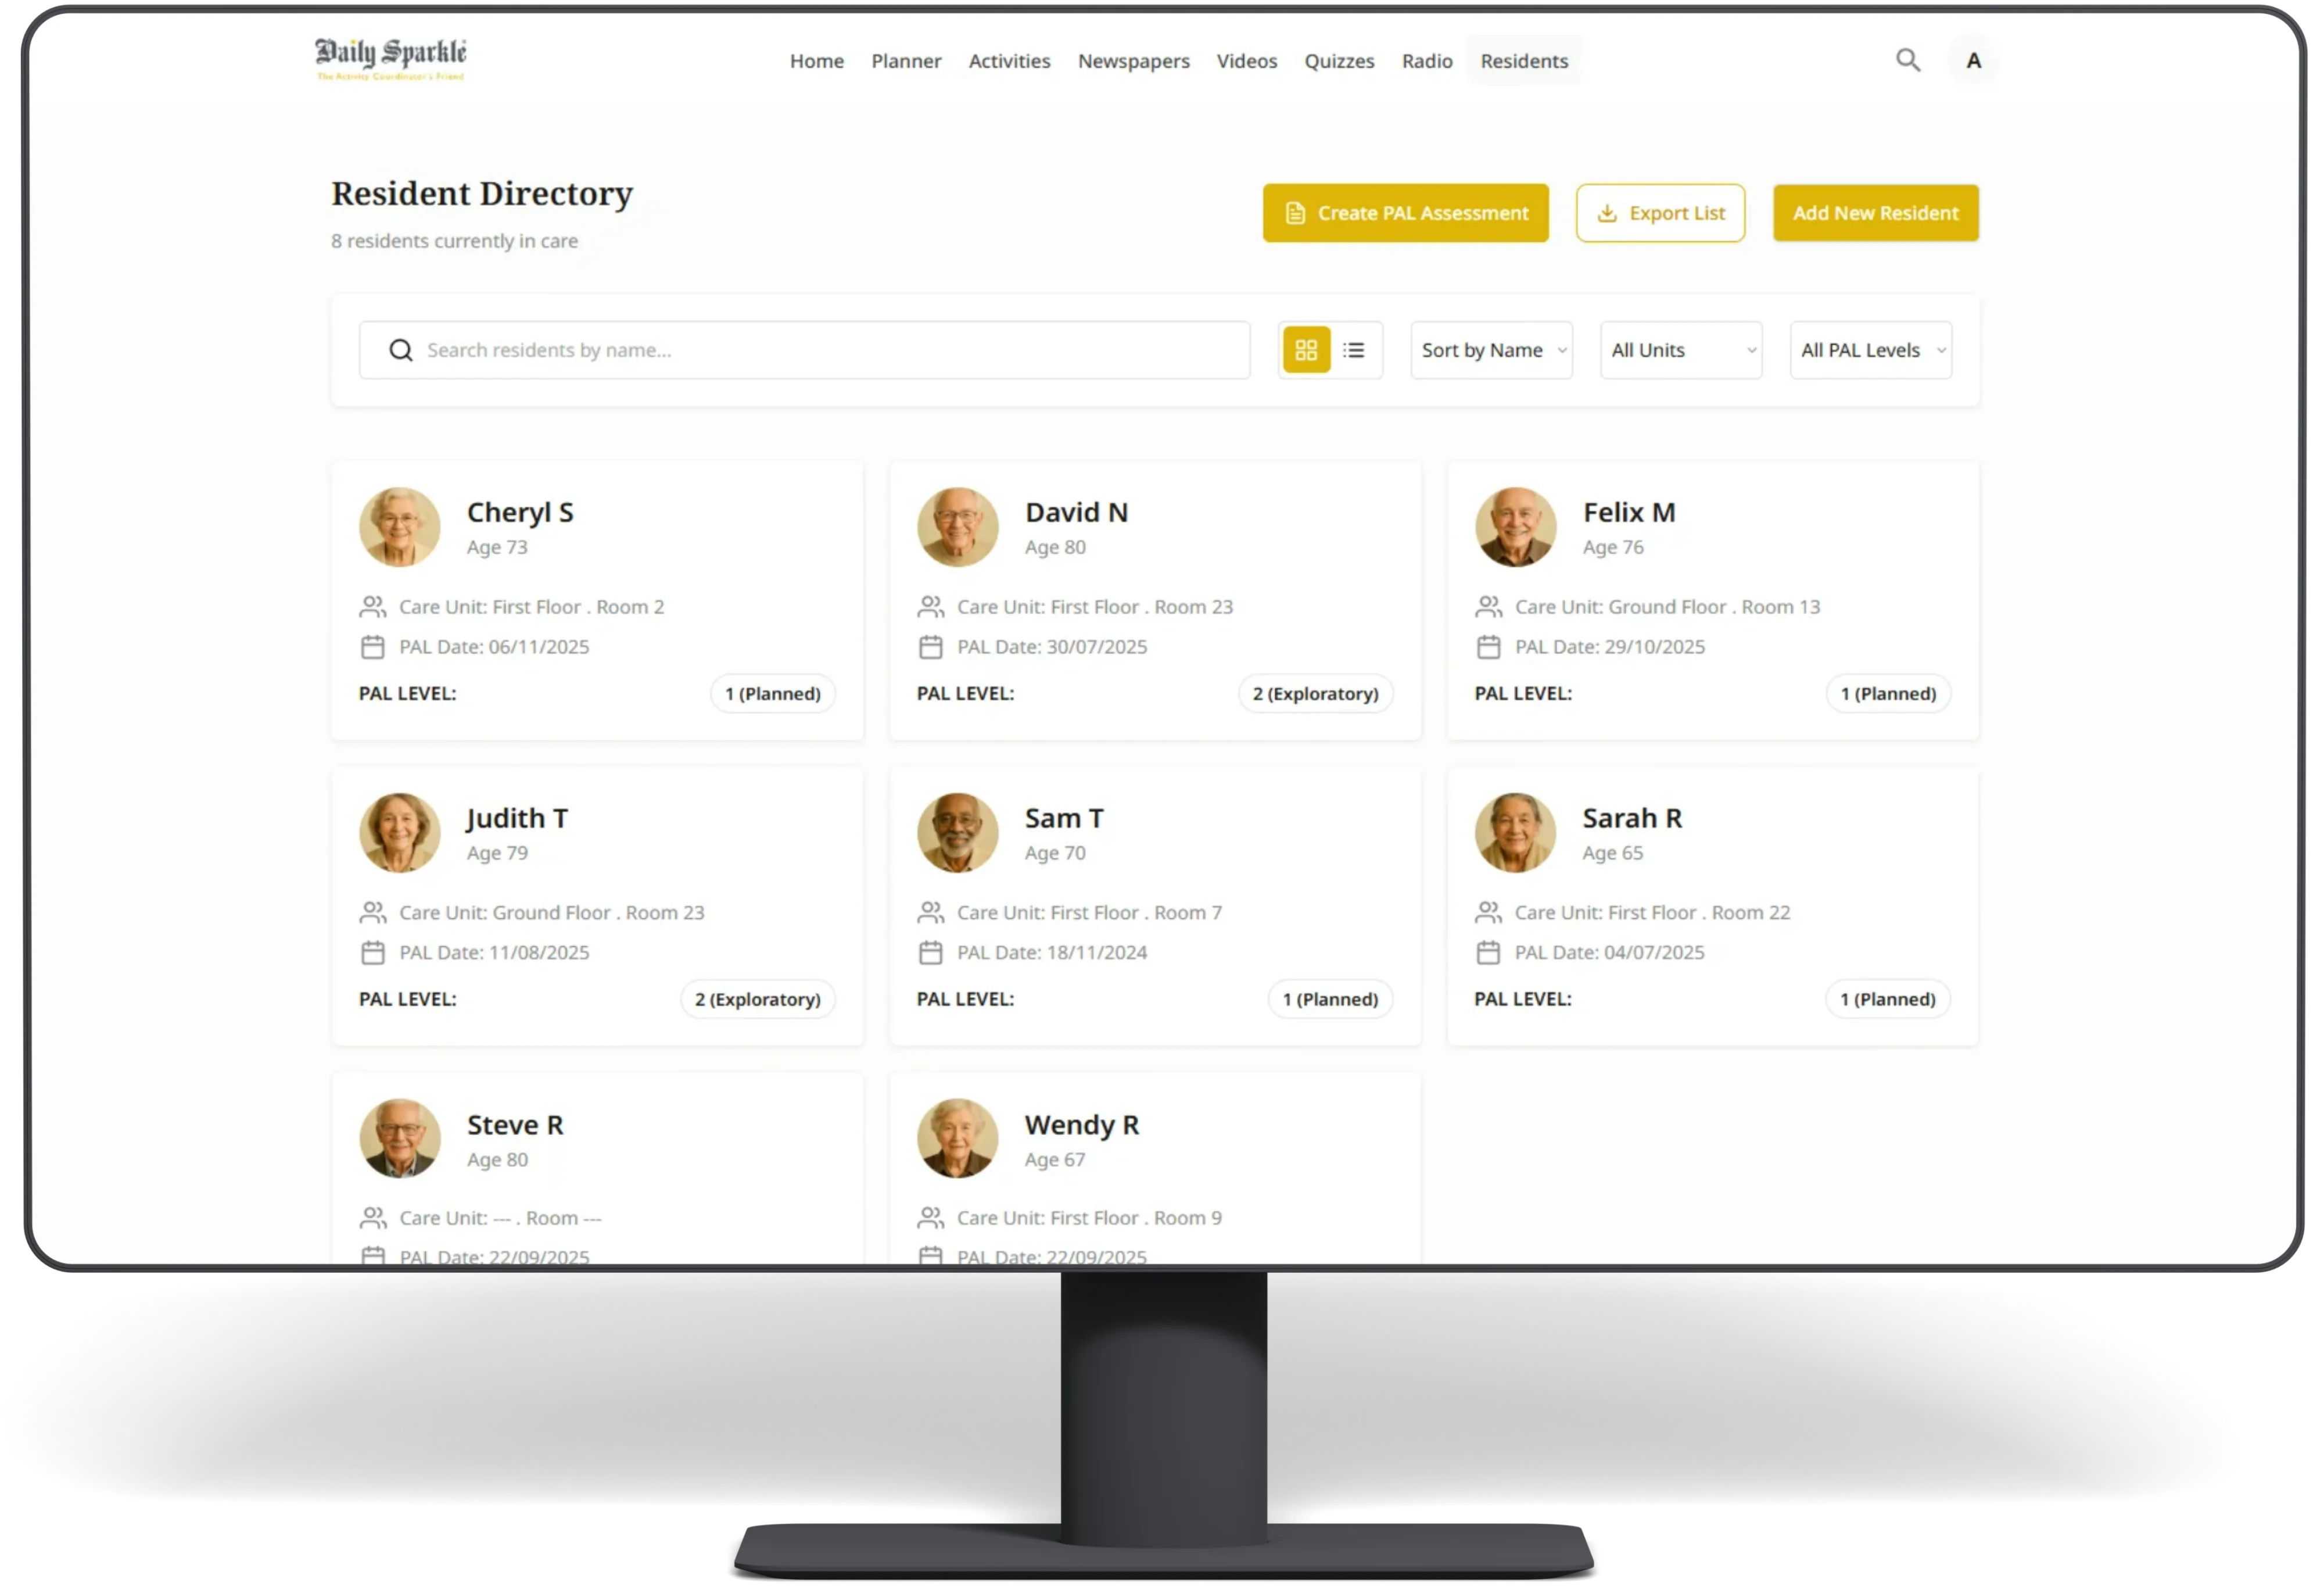 Daily Sparkle
The Activity Coordinator's Friend
Home Planner Activities Newspapers Videos Quizzes Radio Residents
A
Resident Directory
8 residents currently in care
Create PAL Assessment Export List Add New Resident
Search residents by name... Sort by Name All Units All PAL Levels
Cheryl S
Age 73
Care Unit: First Floor . Room 2
PAL Date: 06/11/2025
PAL LEVEL: 1 (Planned)
David N
Age 80
Care Unit: First Floor . Room 23
PAL Date: 30/07/2025
PAL LEVEL: 2 (Exploratory)
Felix M
Age 76
Care Unit: Ground Floor . Room 13
PAL Date: 29/10/2025
PAL LEVEL: 1 (Planned)
Judith T
Age 79
Care Unit: Ground Floor . Room 23
PAL Date: 11/08/2025
PAL LEVEL: 2 (Exploratory)
Sam T
Age 70
Care Unit: First Floor . Room 7
PAL Date: 18/11/2024
PAL LEVEL: 1 (Planned)
Sarah R
Age 65
Care Unit: First Floor . Room 22
PAL Date: 04/07/2025
PAL LEVEL: 1 (Planned)
Steve R
Age 80
Care Unit: --- . Room ---
PAL Date: 22/09/2025
Wendy R
Age 67
Care Unit: First Floor . Room 9
PAL Date: 22/09/2025